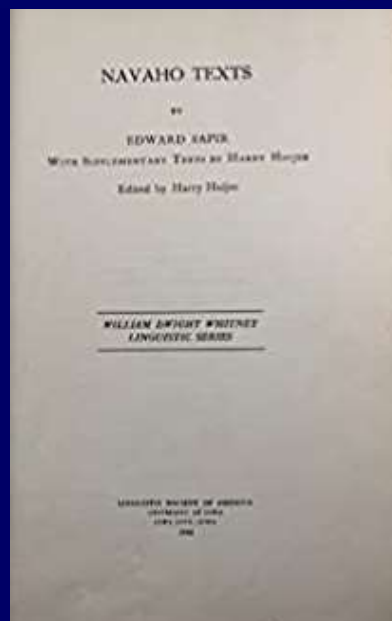 NAVAHO TEXTS
BY
EDWARD SAPIR
WITH SUPPLEMENTARY TEXTS BY HARRY HOIJER
Edited by Harry Hoijer
WILLIAM DWIGHT WHITNEY
LINGUISTIC SERIES
LINGUISTIC SOCIETY OF AMERICA
UNIVERSITY OF IOWA
IOWA CITY, IOWA